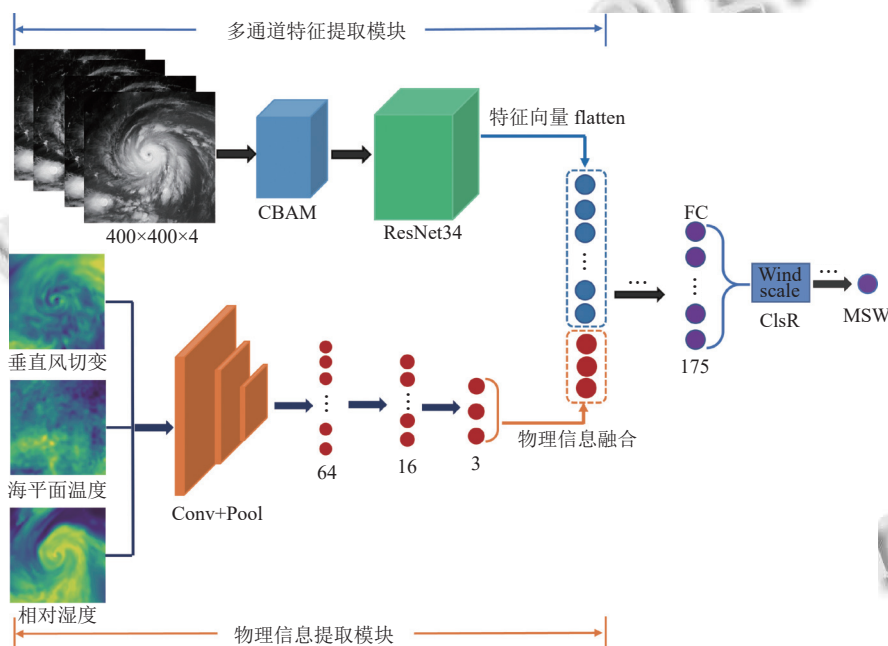 多通道特征提取模块
特征向量 flatten
CBAM
ResNet34
400×400×4
FC
...
...
Wind
scale
...
ClsR
MSW
175
垂直风切变
海平面温度
相对湿度
Conv+Pool
64
16
3
物理信息融合
物理信息提取模块